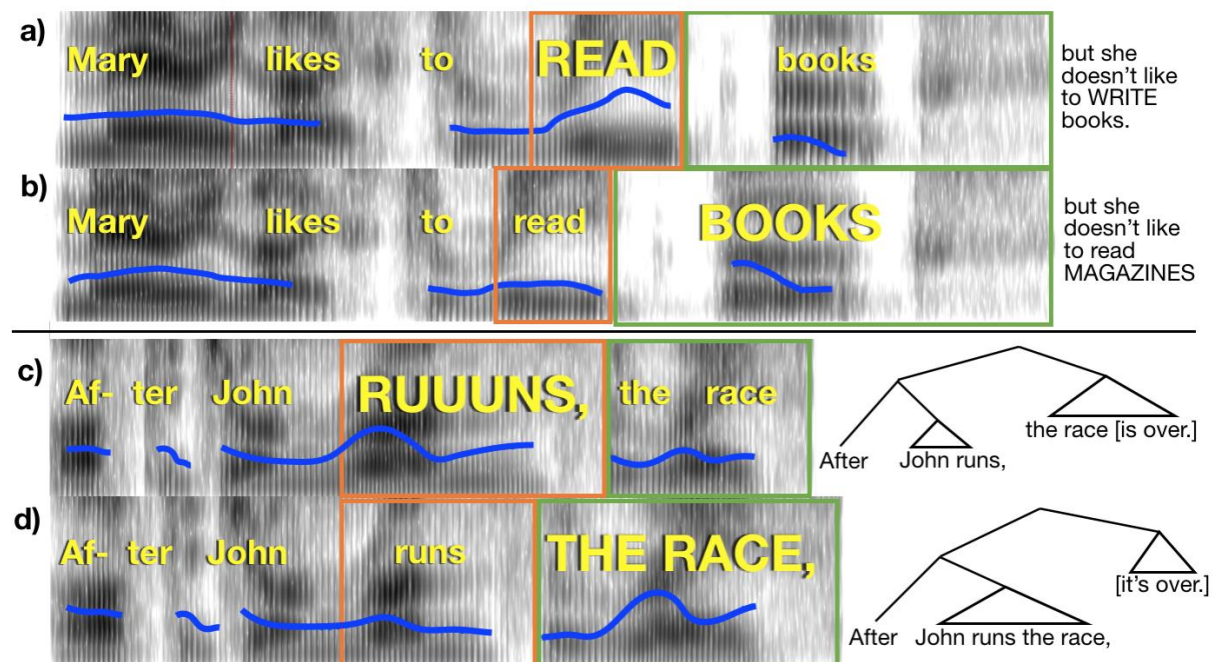 a) Mary likes to READ books
but she
doesn't like
to WRITE
books.
b) Mary likes to read BOOKS
but she
doesn't like
to read
MAGAZINES
c) Af- ter John RUUUNS, the race
After John runs, the race [is over.]
d) Af- ter John runs THE RACE,
After John runs the race, [it's over.]